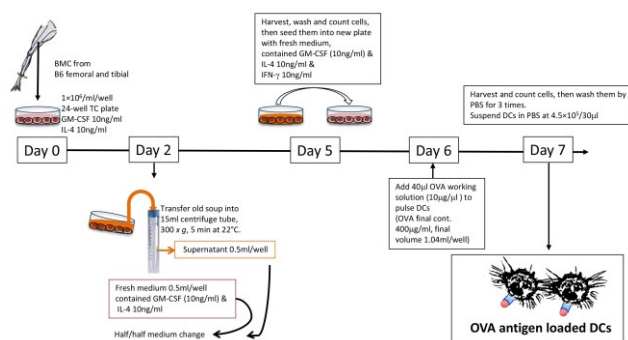 BMC from
B6 femoral and tibial
1×10⁶/ml/well
24-well TC plate
GM-CSF 10ng/ml
IL-4 10ng/ml
Harvest, wash and count cells,
then seed them into new plate
with fresh medium,
contained GM-CSF (10ng/ml) &
IL-4 10ng/ml &
IFN-γ 10ng/ml
Harvest and count cells, then wash them by
PBS for 3 times.
Suspend DCs in PBS at 4.5×10⁵/30μl
Day 0
Day 2
Day 5
Day 6
Day 7
Transfer old soup into
15ml centrifuge tube,
300 x g, 5 min at 22°C.
Supernatant 0.5ml/well
Fresh medium 0.5ml/well
contained GM-CSF (10ng/ml) &
IL-4 10ng/ml
Half/half medium change
Add 40μl OVA working
solution (10μg/μl ) to
pulse DCs
(OVA final cont.
400μg/ml, final
volume 1.04ml/well)
OVA antigen loaded DCs